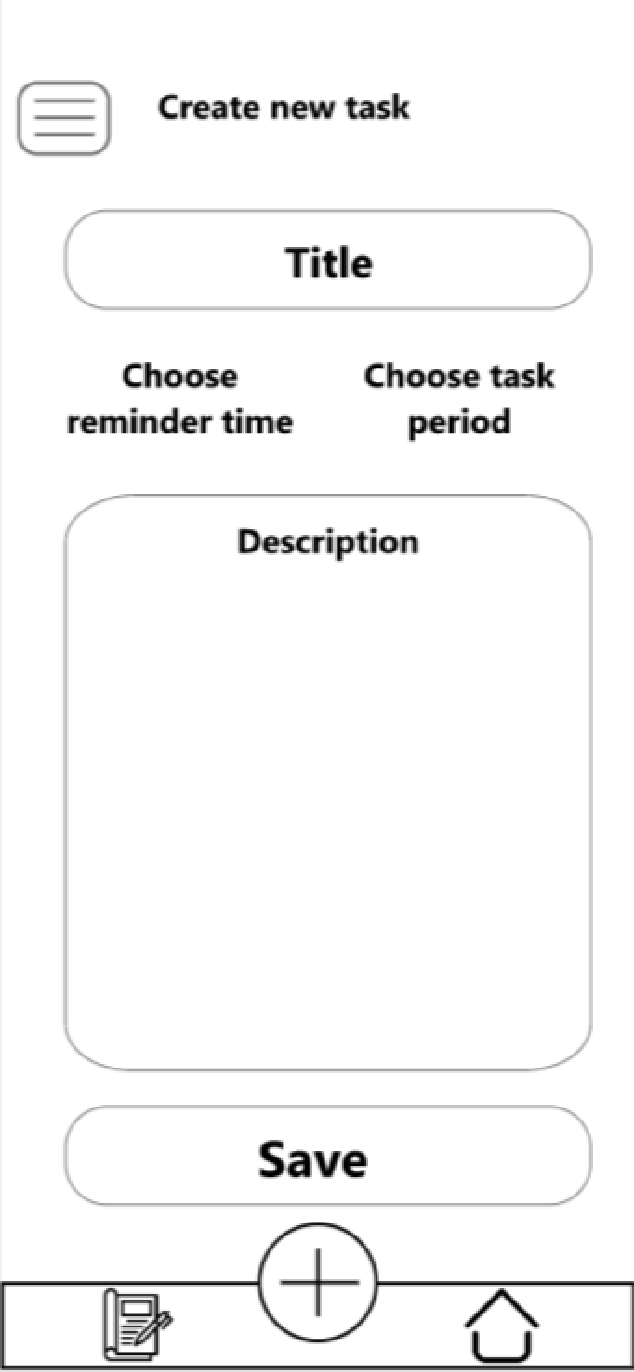 Create new task
Title
Choose
reminder time
Choose task
period
Description
Save